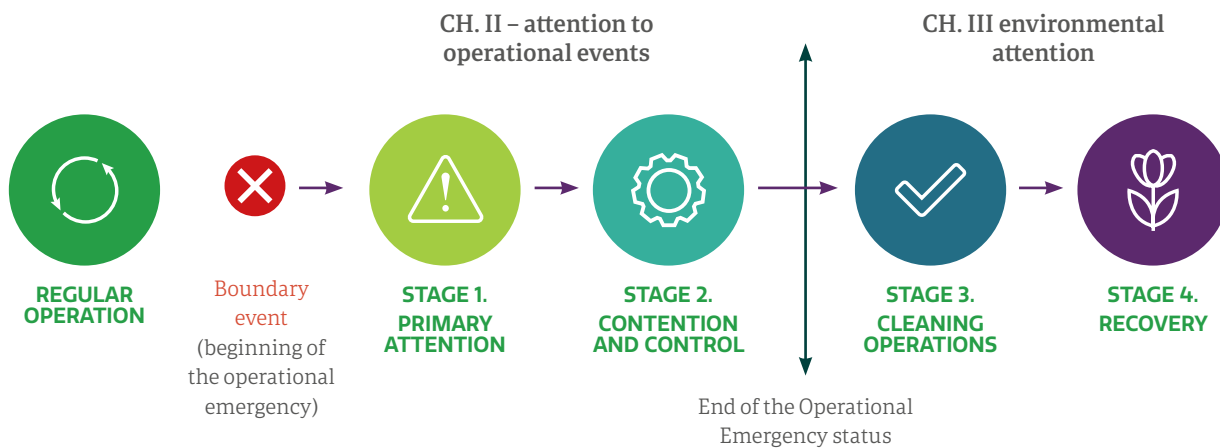 CH. II – attention to
operational events
CH. III environmental
attention
REGULAR
OPERATION
Boundary
event
(beginning of
the operational
emergency)
STAGE 1.
PRIMARY
ATTENTION
STAGE 2.
CONTENTION
AND CONTROL
End of the Operational
Emergency status
STAGE 3.
CLEANING
OPERATIONS
STAGE 4.
RECOVERY